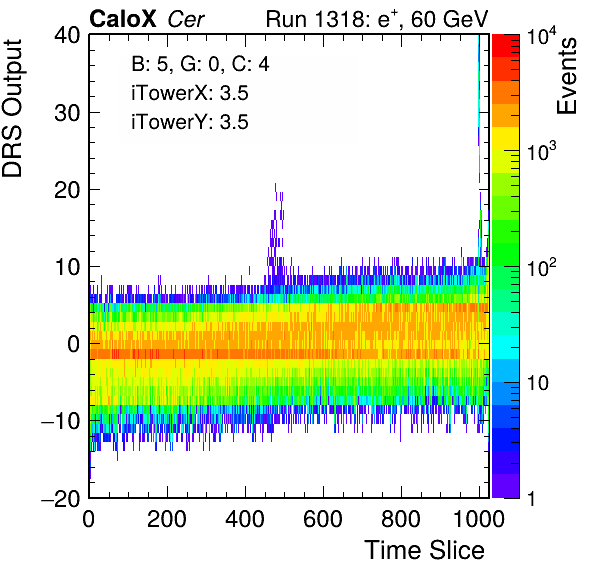 CaloX Cer
Run 1318: e+, 60 GeV
B: 5, G: 0, C: 4
iTowerX: 3.5
iTowerY: 3.5
DRS Output
40
30
20
10
0
−10
−20
0 200 400 600 800 1000
Time Slice
Events
10^4
10^3
10^2
10
1